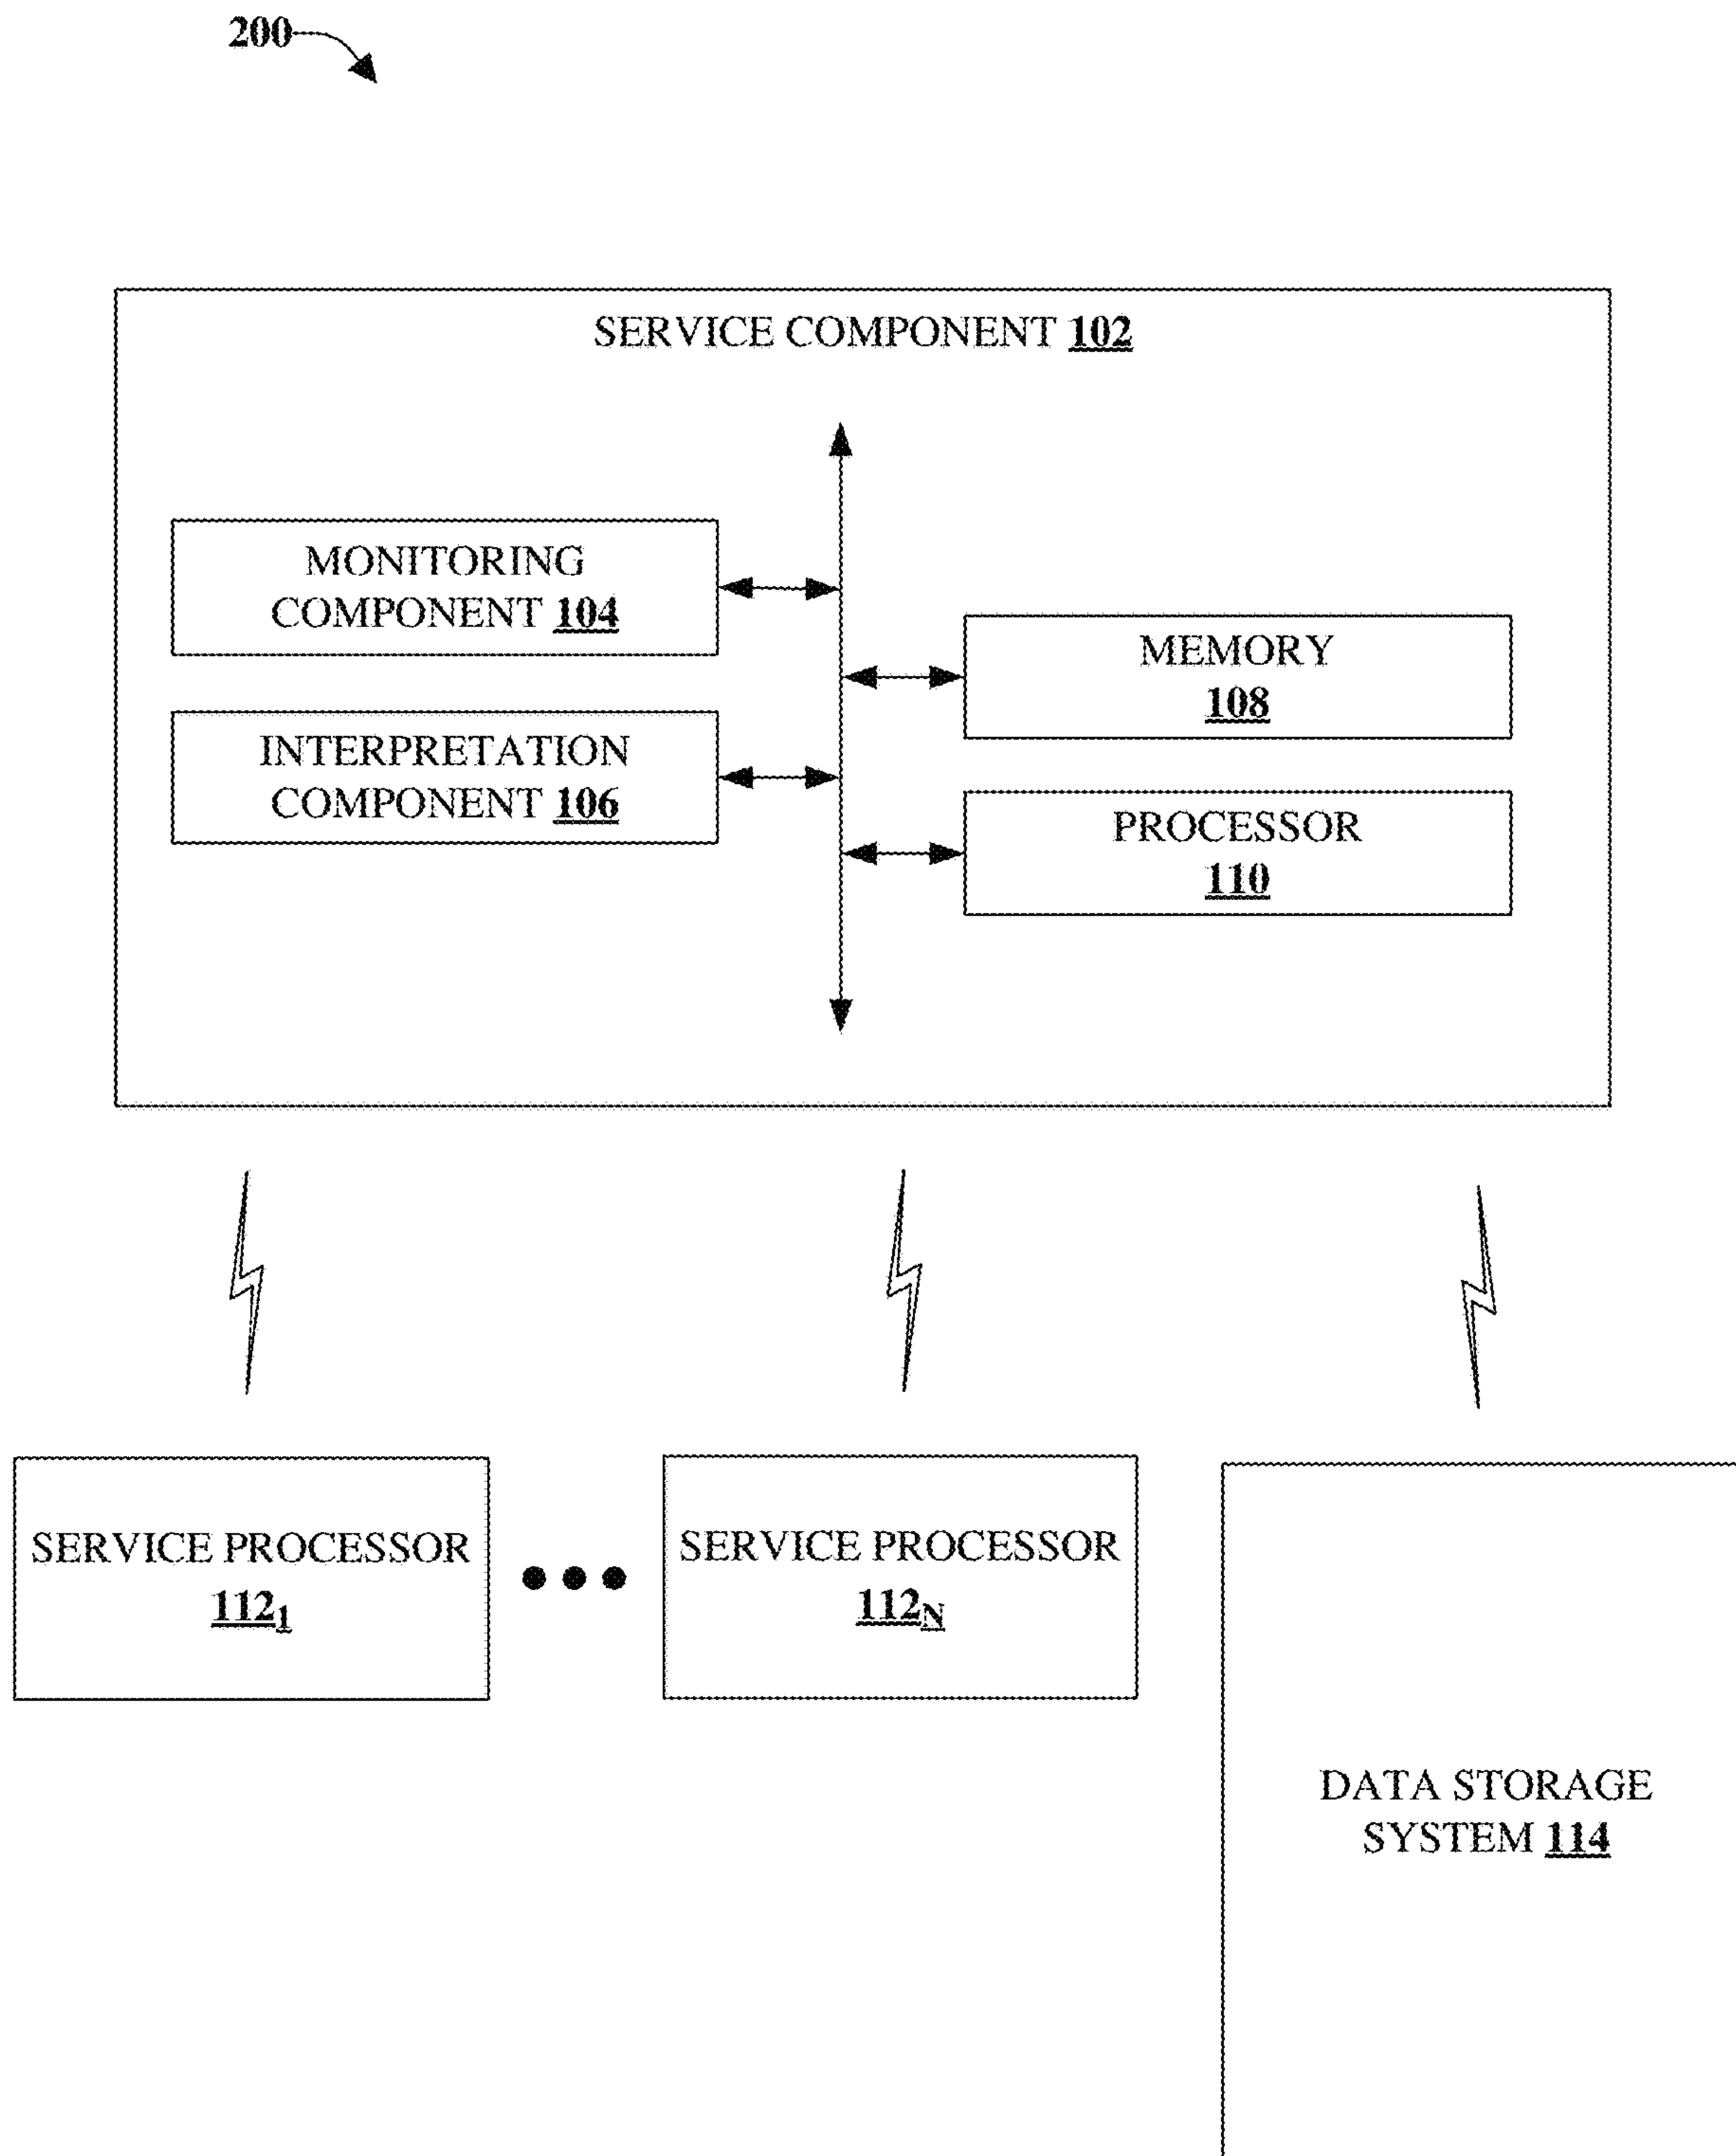 200
SERVICE COMPONENT 102
MONITORING
COMPONENT 104
INTERPRETATION
COMPONENT 106
MEMORY
108
PROCESSOR
110
SERVICE PROCESSOR
112₁
SERVICE PROCESSOR
112N
DATA STORAGE
SYSTEM 114